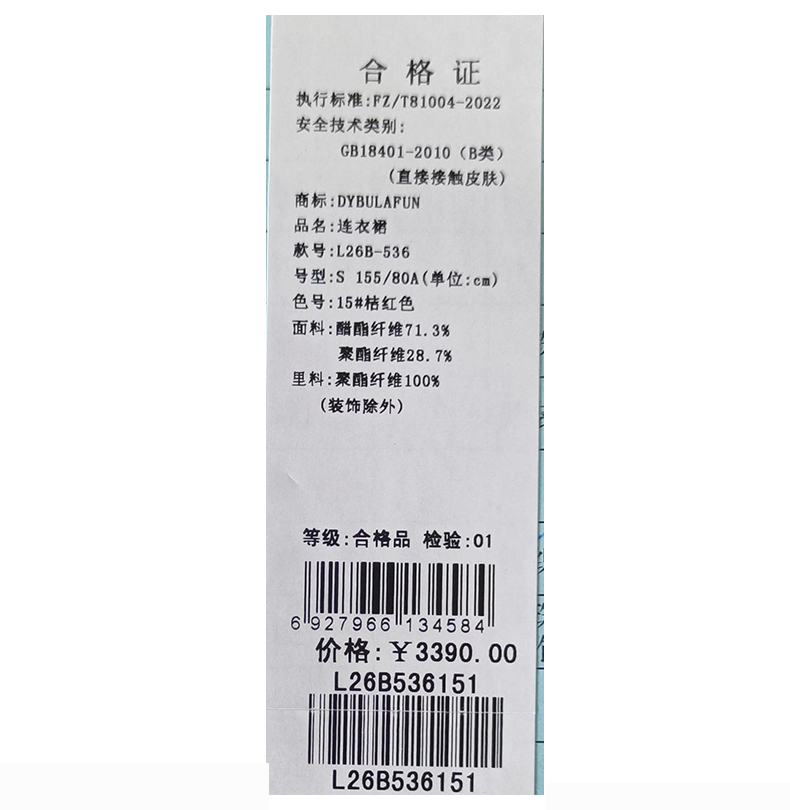 合格证
执行标准:FZ/T81004-2022
安全技术类别:
GB18401-2010（B类）
(直接接触皮肤)
商标:DYBULAFUN
品名:连衣裙
款号:L26B-536
号型:S 155/80A(单位:cm)
色号:15#桔红色
面料:醋酯纤维71.3%
聚酯纤维28.7%
里料:聚酯纤维100%
(装饰除外)
等级:合格品 检验:01
6 927966 134584
价格:￥3390.00
L26B536151
L26B536151